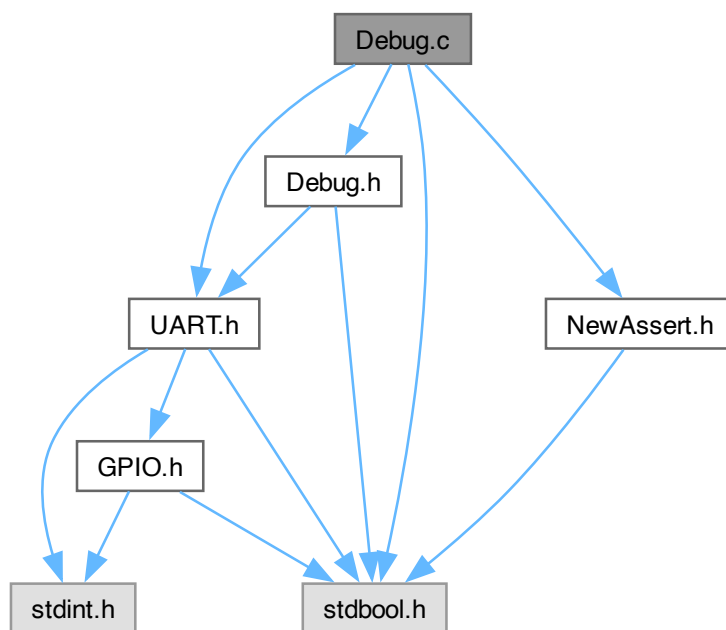 Debug.c
Debug.h
UART.h
NewAssert.h
GPIO.h
stdint.h
stdbool.h